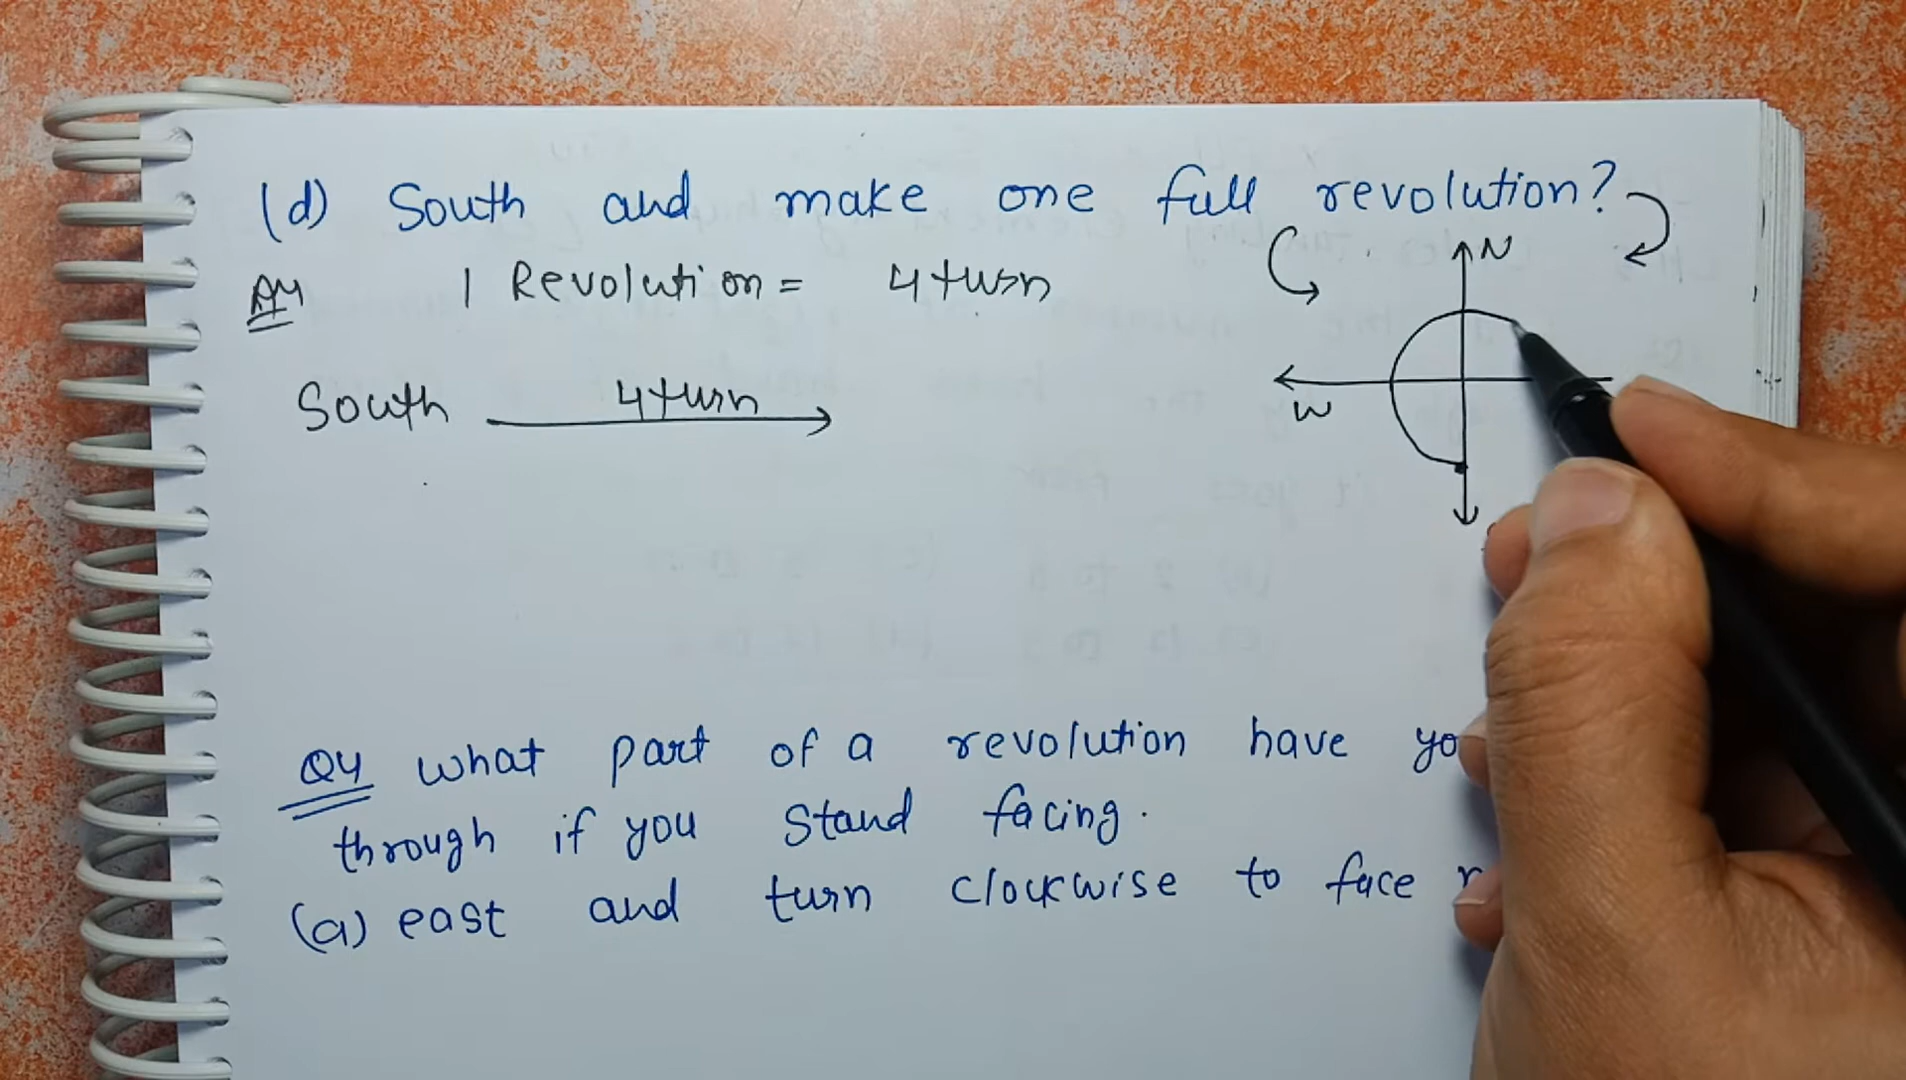 (d) South and make one full revolution?
N
Ans 1 Revolution = 4 turn
South 4 turn
W
Q4 What part of a revolution have
through if you stand facing.
(a) east and turn clockwise to face